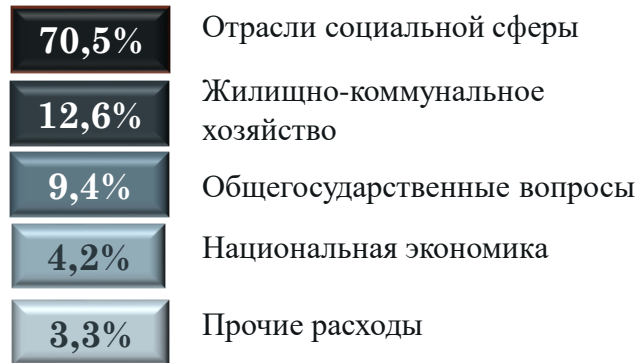 70,5%
Отрасли социальной сферы
12,6%
Жилищно-коммунальное
хозяйство
9,4%
Общегосударственные вопросы
4,2%
Национальная экономика
3,3%
Прочие расходы